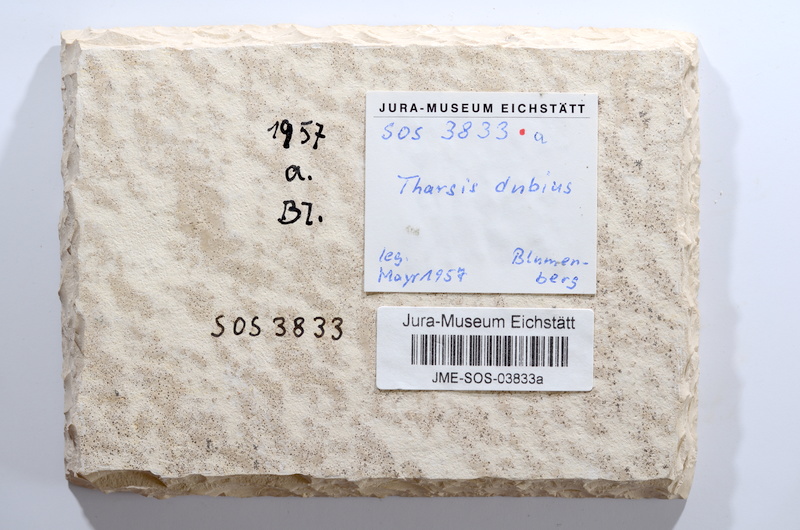 1957
a.
Bl.
SOS 3833
JURA-MUSEUM EICHSTÄTT
SOS 3833 a
Tharsis dubius
leg.
Mayr 1957
Blumen-
berg
Jura-Museum Eichstätt
JME-SOS-03833a